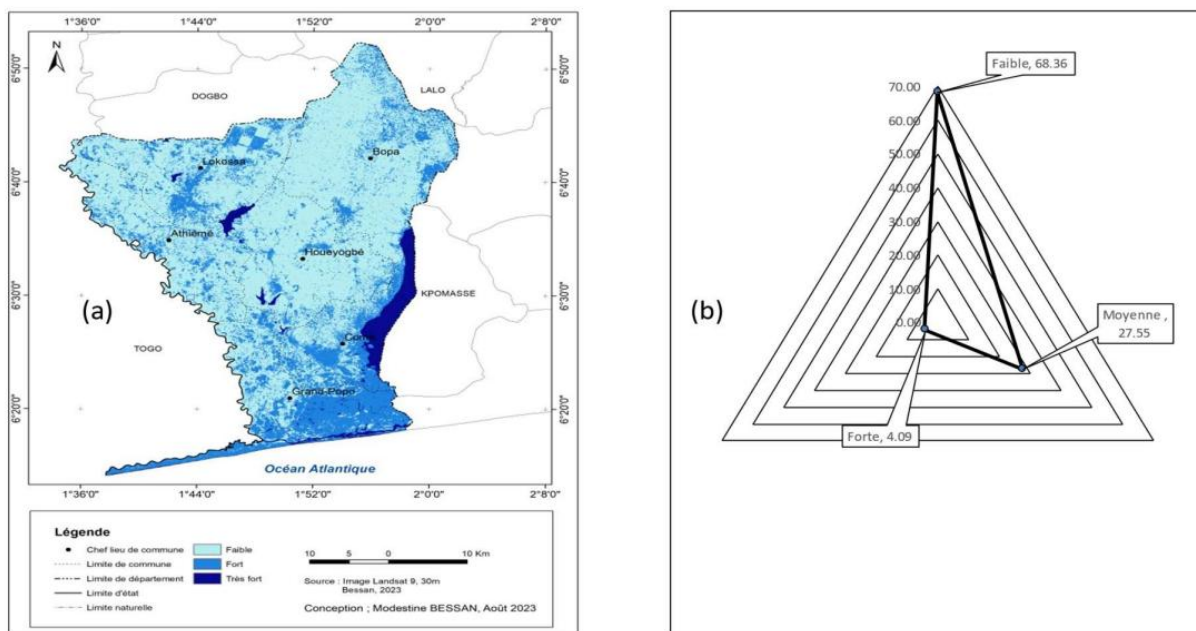 1°36'0"
1°44'0"
1°52'0"
2°0'0"
2°8'0"
N
6°50'0"
6°50'0"
DOGBO
LALO
Lokossa
Bopa
6°40'0"
6°40'0"
Athiémé
Houeyogbé
(a)
6°30'0"
KPOMASSE
6°30'0"
TOGO
Comé
Grand-Popo
6°20'0"
6°20'0"
Océan Atlantique
1°36'0"
1°44'0"
1°52'0"
2°0'0"
2°8'0"
Légende
Chef lieu de commune
Limite de commune
Limite de département
Limite d'état
Limite naturelle
Faible
Fort
Très fort
10 5 0 10 Km
Source : Image Landsat 9, 30m
Bessan, 2023
Conception ; Modestine BESSAN, Août 2023
(b)
Faible, 68.36
70.00
60.00
50.00
40.00
30.00
20.00
10.00
0.00
Moyenne ,
27.55
Forte, 4.09